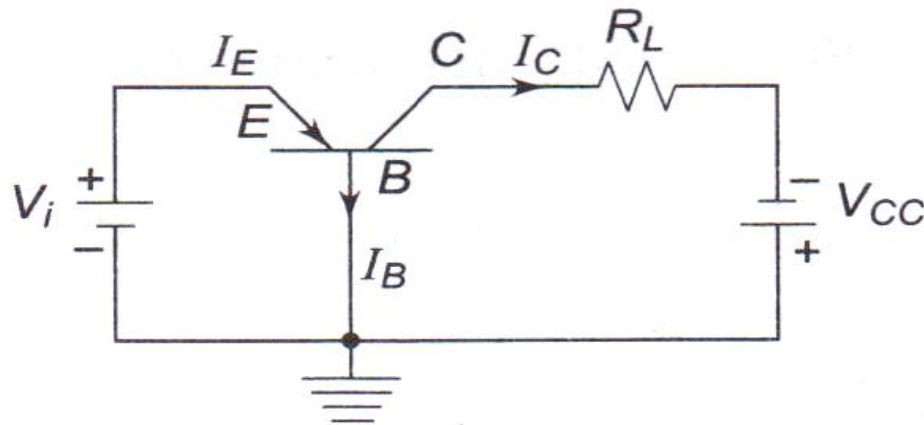 I_E C I_C R_L
E
B
+ −
V_i V_CC
− +
I_B